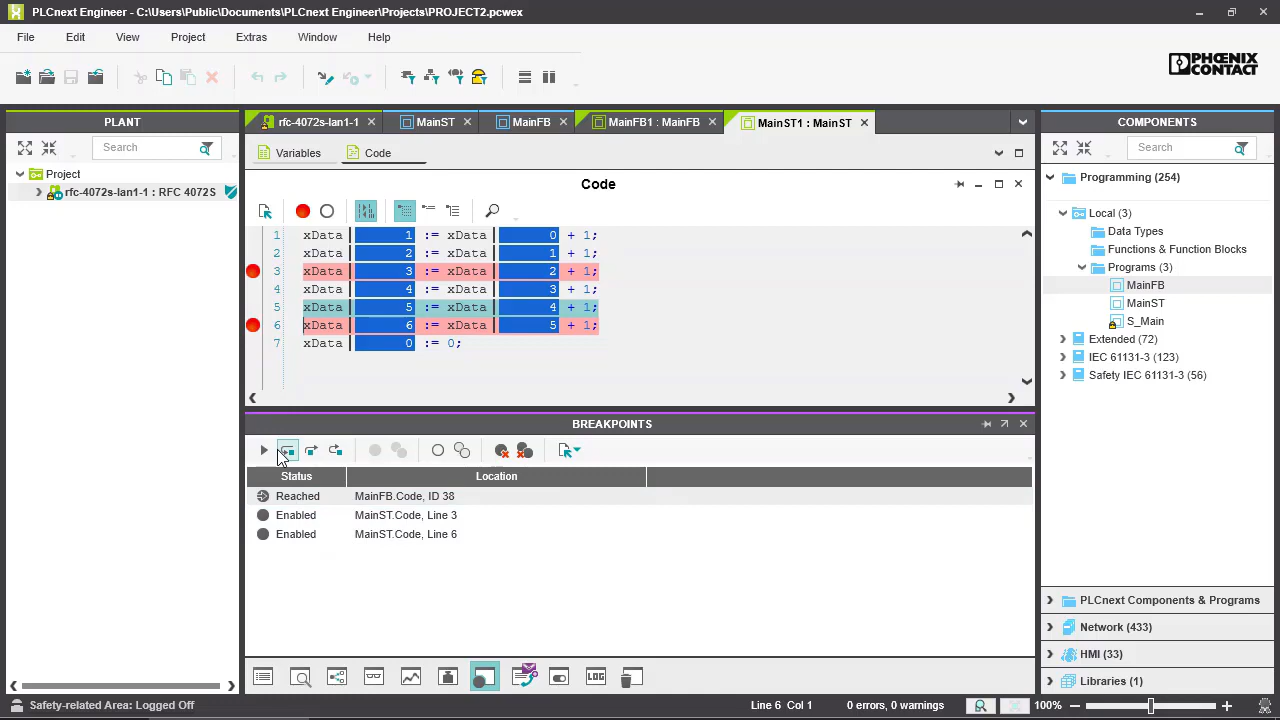 PLCnext Engineer - C:\Users\Public\Documents\PLCnext Engineer\Projects\PROJECT2.pcwex
File Edit View Project Extras Window Help
PHŒNIX CONTACT
PLANT
Search
Project
rfc-4072s-lan1-1 : RFC 4072S
rfc-4072s-lan1-1 MainST MainFB MainFB1 : MainFB MainST1 : MainST
Variables Code
Code
1 xData 1 := xData 0 + 1;
2 xData 2 := xData 1 + 1;
3 xData 3 := xData 2 + 1;
4 xData 4 := xData 3 + 1;
5 xData 5 := xData 4 + 1;
6 xData 6 := xData 5 + 1;
7 xData 0 := 0;
BREAKPOINTS
Status Location
Reached MainFB.Code, ID 38
Enabled MainST.Code, Line 3
Enabled MainST.Code, Line 6
LOG
COMPONENTS
Search
Programming (254)
Local (3)
Data Types
Functions & Function Blocks
Programs (3)
MainFB
MainST
S_Main
Extended (72)
IEC 61131-3 (123)
Safety IEC 61131-3 (56)
PLCnext Components & Programs
Network (433)
HMI (33)
Libraries (1)
Safety-related Area: Logged Off Line 6 Col 1 0 errors, 0 warnings 100%